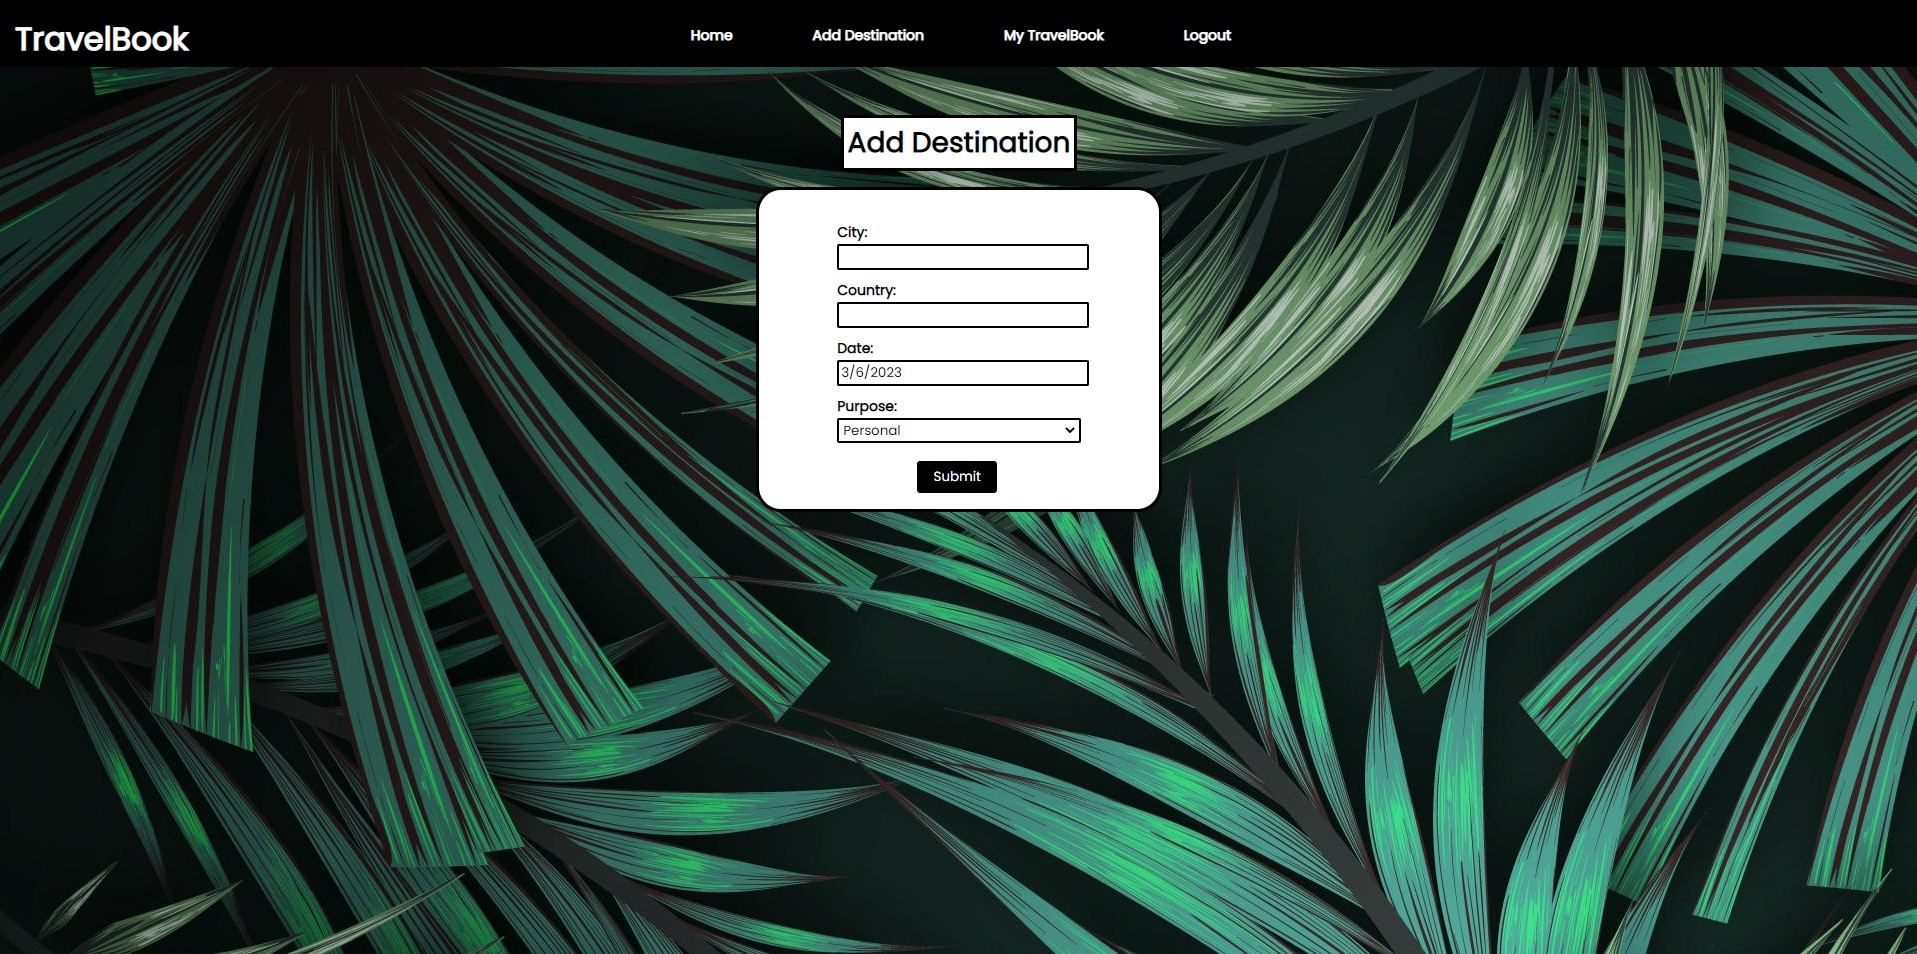 TravelBook
Home Add Destination My TravelBook Logout
Add Destination
City:
Country:
Date:
3/6/2023
Purpose:
Personal
Submit